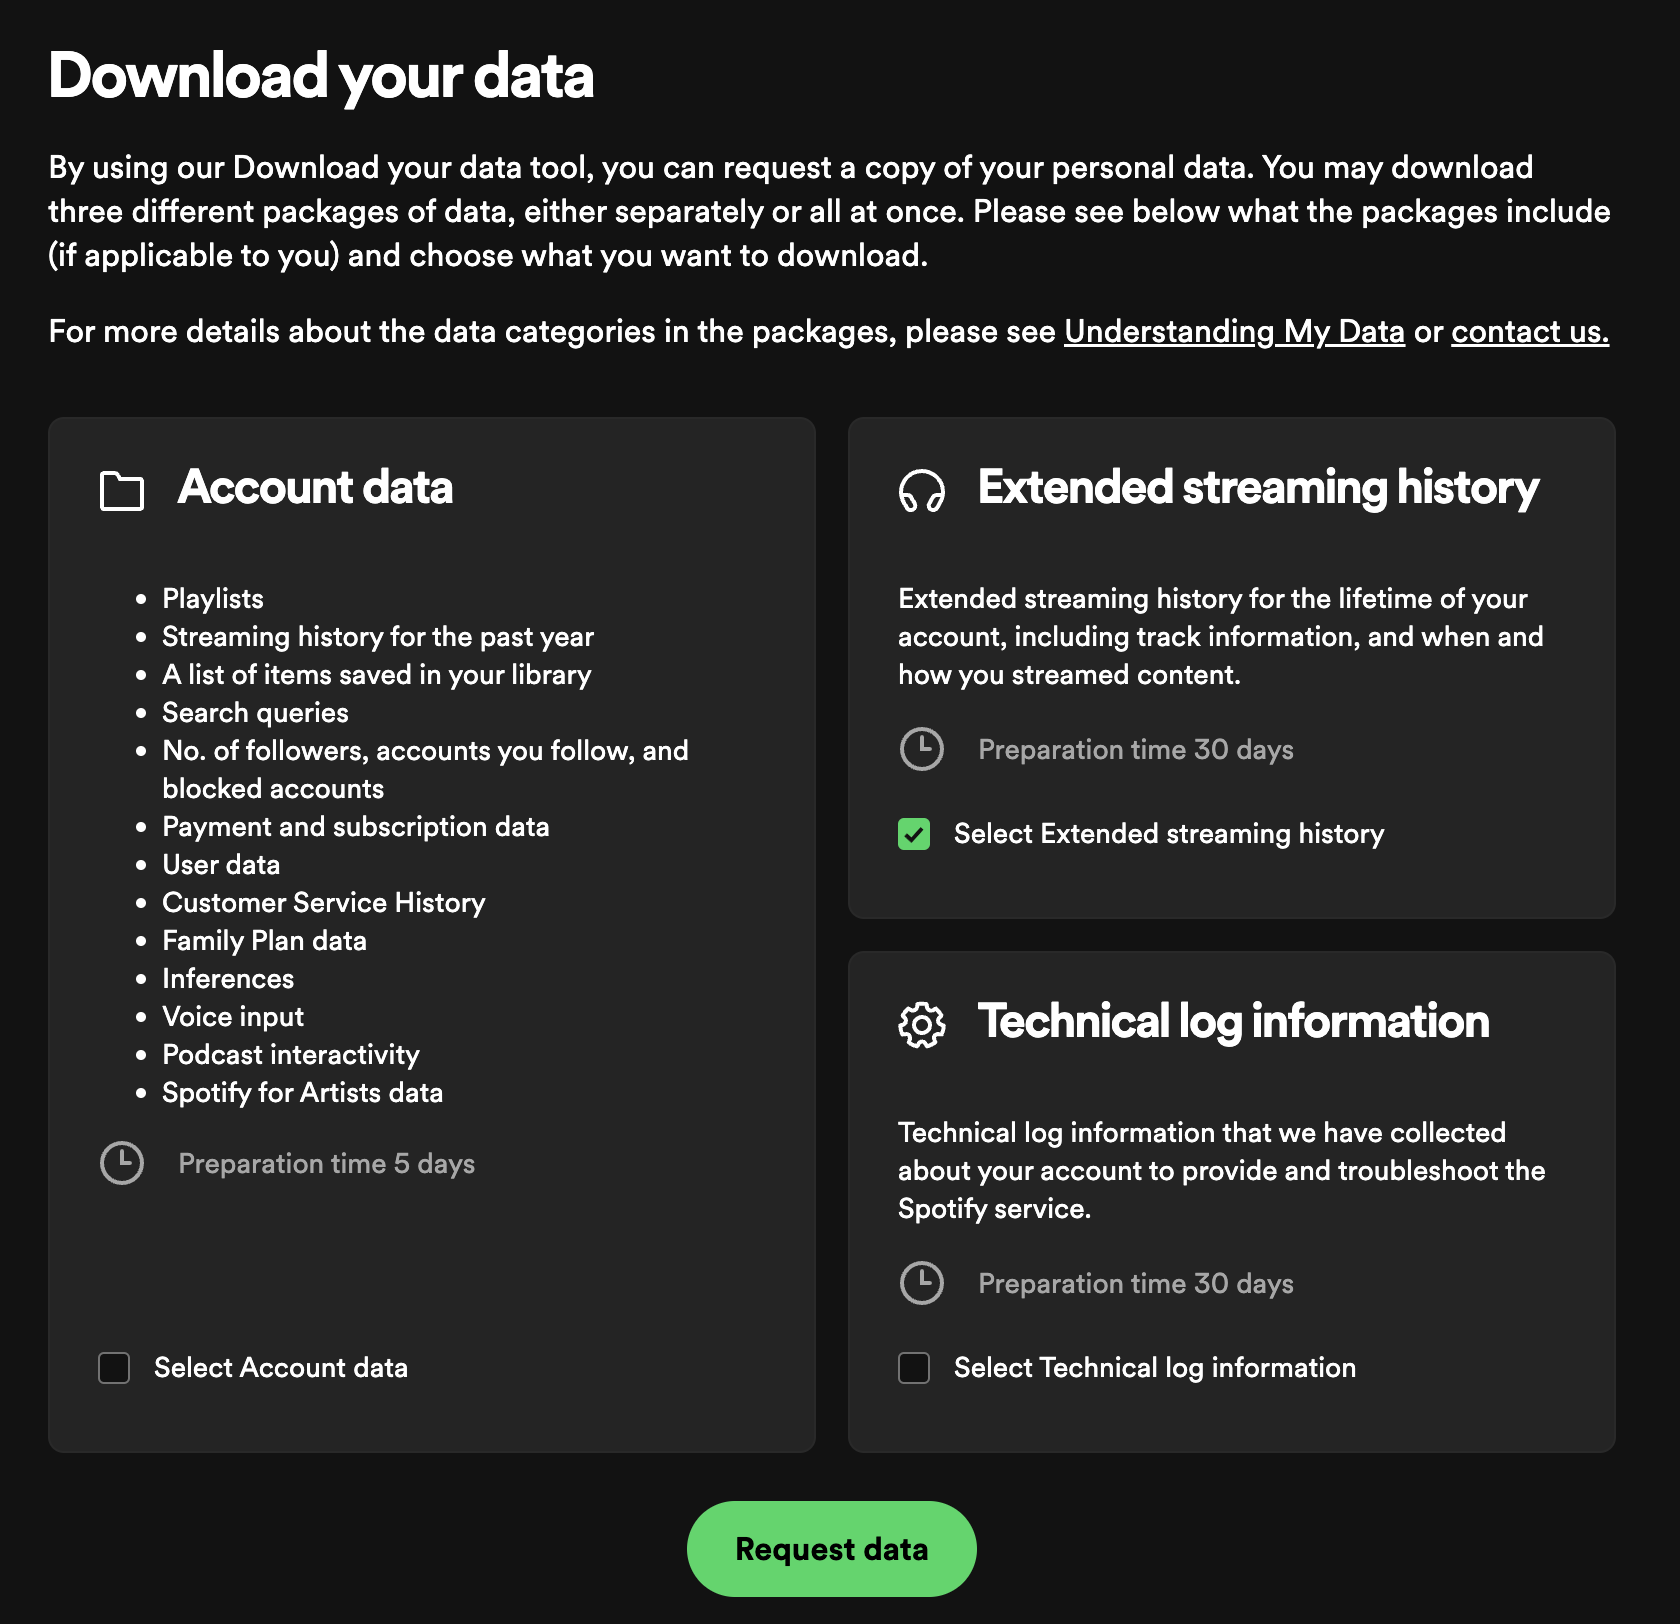 Download your data
By using our Download your data tool, you can request a copy of your personal data. You may download
three different packages of data, either separately or all at once. Please see below what the packages include
(if applicable to you) and choose what you want to download.
For more details about the data categories in the packages, please see Understanding My Data or contact us.
Account data
• Playlists
• Streaming history for the past year
• A list of items saved in your library
• Search queries
• No. of followers, accounts you follow, and
blocked accounts
• Payment and subscription data
• User data
• Customer Service History
• Family Plan data
• Inferences
• Voice input
• Podcast interactivity
• Spotify for Artists data
Preparation time 5 days
Select Account data
Extended streaming history
Extended streaming history for the lifetime of your
account, including track information, and when and
how you streamed content.
Preparation time 30 days
Select Extended streaming history
Technical log information
Technical log information that we have collected
about your account to provide and troubleshoot the
Spotify service.
Preparation time 30 days
Select Technical log information
Request data